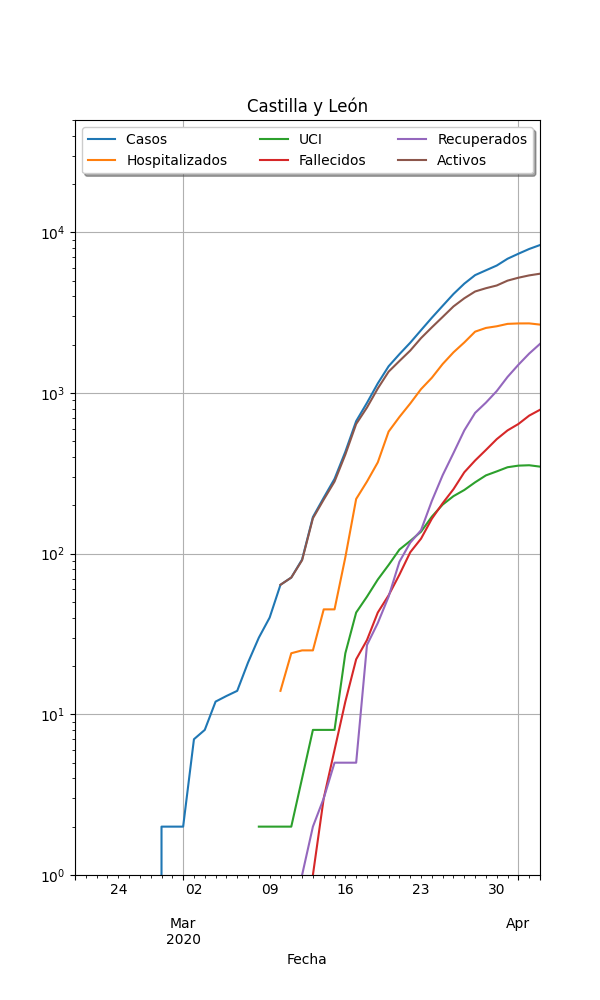 Castilla y León
Casos UCI Recuperados
Hospitalizados Fallecidos Activos
10^4
10^3
10^2
10^1
10^0
24 02 09 16 23 30
Mar Apr
2020
Fecha